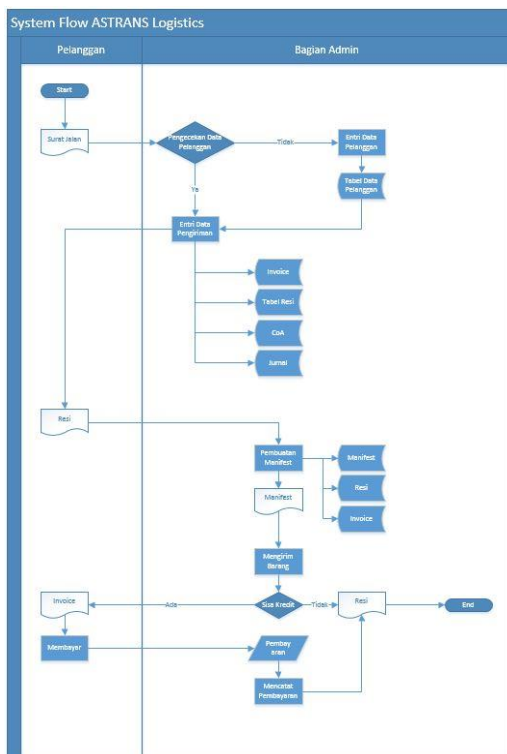 System Flow ASTRANS Logistics
Pelanggan
Bagian Admin
Start
Surat Jalan
Pengecekan Data
Pelanggan
Tidak
Entri Data
Pelanggan
Tabel Data
Pelanggan
Ya
Entri Data
Pengiriman
Invoice
Tabel Resi
CoA
Jurnal
Resi
Pembuatan
Manifest
Manifest
Resi
Invoice
Manifest
Mengirim
Barang
Invoice
Ada
Sisa Kredit
Tidak
Resi
End
Membayar
Pembay
aran
Mencatat
Pembayaran